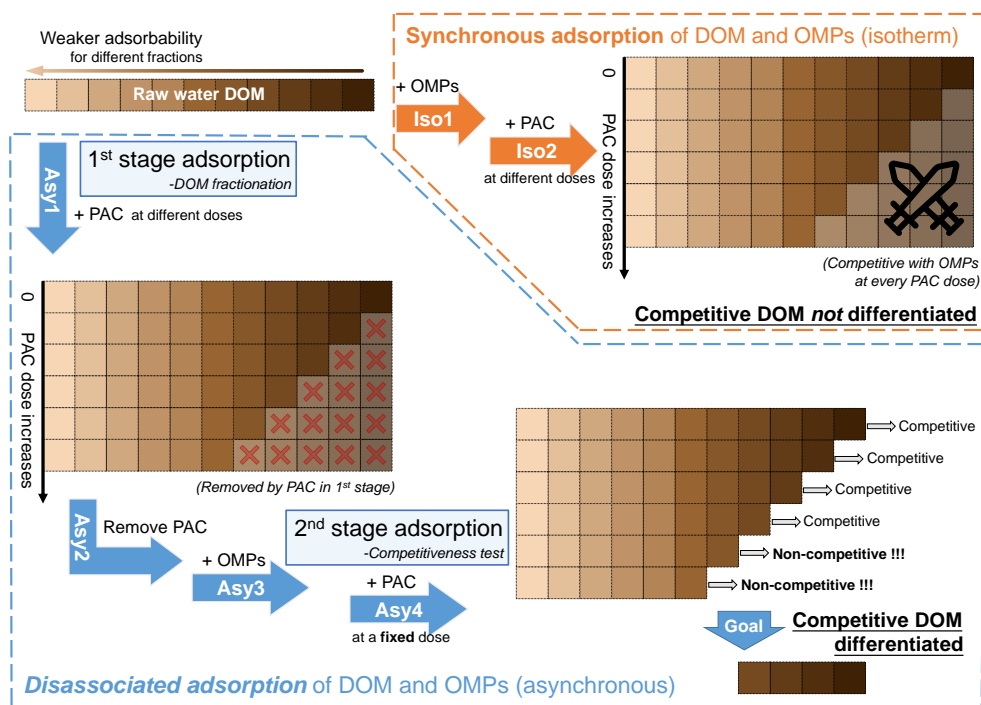 Weaker adsorbability
for different fractions
Raw water DOM
Synchronous adsorption of DOM and OMPs (isotherm)
+ OMPs
Iso1
+ PAC
Iso2
at different doses
0
PAC dose increases
(Competitive with OMPs
at every PAC dose)
Competitive DOM not differentiated
Asy1
1st stage adsorption
-DOM fractionation
+ PAC at different doses
0
PAC dose increases
(Removed by PAC in 1st stage)
Asy2
Remove PAC
+ OMPs
Asy3
2nd stage adsorption
-Competitiveness test
+ PAC
Asy4
at a fixed dose
Competitive
Competitive
Competitive
Competitive
Non-competitive !!!
Non-competitive !!!
Goal
Competitive DOM
differentiated
Disassociated adsorption of DOM and OMPs (asynchronous)